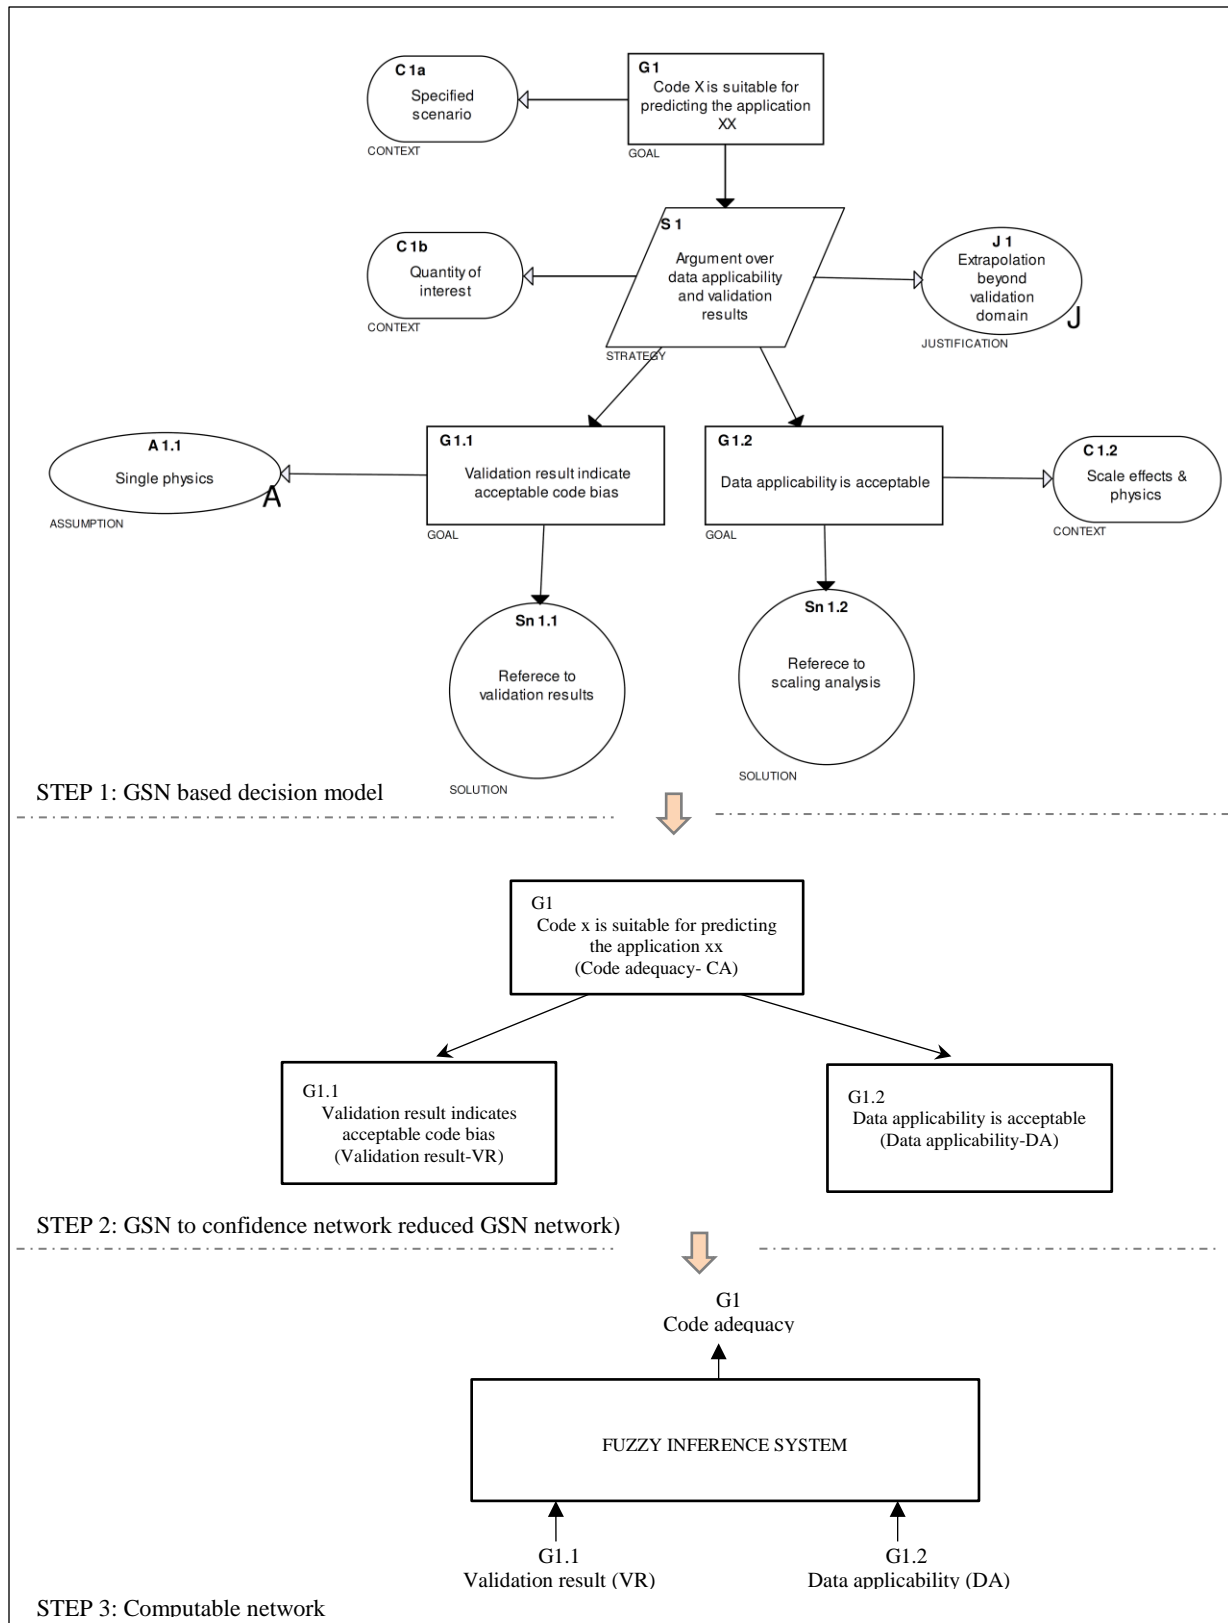 C 1a
Specified
scenario
CONTEXT
G 1
Code X is suitable for
predicting the application
XX
GOAL
C 1b
Quantity of
interest
CONTEXT
S 1
Argument over
data applicability
and validation
results
STRATEGY
J 1
Extrapolation
beyond
validation
domain
J
JUSTIFICATION
A 1.1
Single physics
A
ASSUMPTION
G 1.1
Validation result indicate
acceptable code bias
GOAL
G 1.2
Data applicability is acceptable
GOAL
C 1.2
Scale effects &
physics
CONTEXT
Sn 1.1
Referece to
validation results
SOLUTION
Sn 1.2
Referece to
scaling analysis
SOLUTION
STEP 1: GSN based decision model
G1
Code x is suitable for predicting
the application xx
(Code adequacy- CA)
G1.1
Validation result indicates
acceptable code bias
(Validation result-VR)
G1.2
Data applicability is acceptable
(Data applicability-DA)
STEP 2: GSN to confidence network reduced GSN network)
G1
Code adequacy
FUZZY INFERENCE SYSTEM
G1.1
Validation result (VR)
G1.2
Data applicability (DA)
STEP 3: Computable network